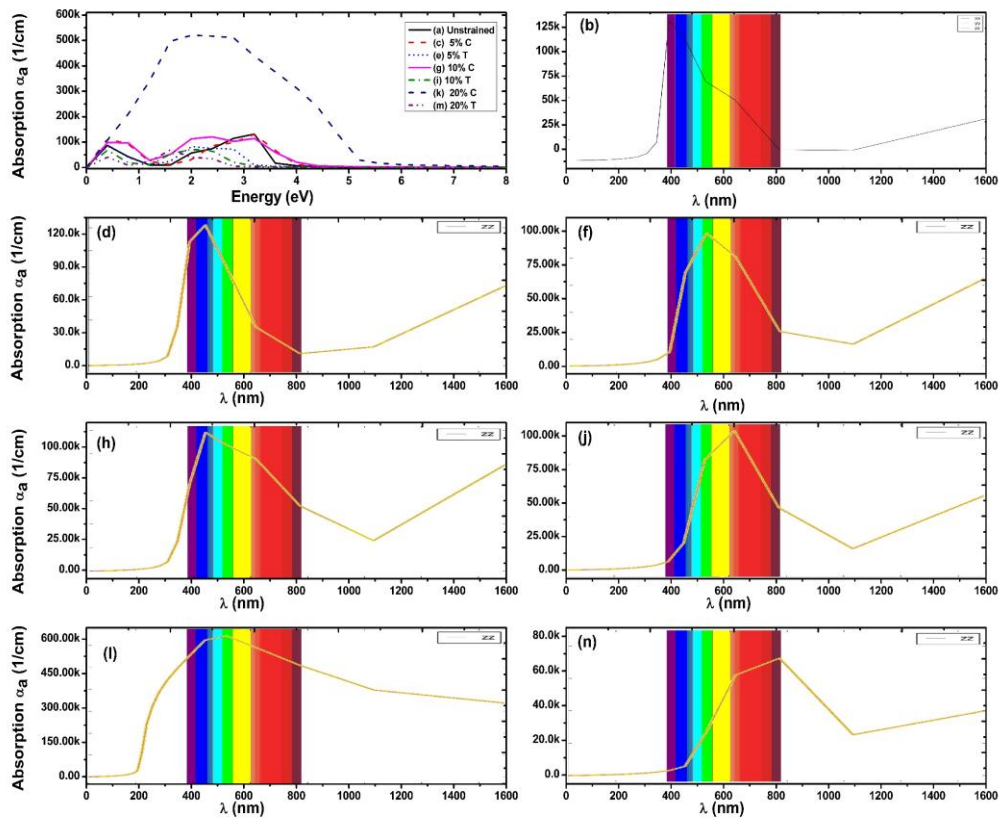 600k
500k
400k
300k
200k
100k
0
0 1 2 3 4 5 6 7 8
Energy (eV)
Absorption αa (1/cm)
(a) Unstrained
(c) 5% C
(e) 5% T
(g) 10% C
(i) 10% T
(k) 20% C
(m) 20% T
(b)
125k
100k
75k
50k
25k
0
0 200 400 600 800 1000 1200 1400 1600
λ (nm)
Absorption αa (1/cm)
(d)
zz
120.0k
90.0k
60.0k
30.0k
0.0
0 200 400 600 800 1000 1200 1400 1600
λ (nm)
(f)
zz
100.00k
75.00k
50.00k
25.00k
0.00
0 200 400 600 800 1000 1200 1400 1600
λ (nm)
Absorption αa (1/cm)
(h)
zz
100.00k
75.00k
50.00k
25.00k
0.00
0 200 400 600 800 1000 1200 1400 1600
λ (nm)
(j)
zz
100.00k
75.00k
50.00k
25.00k
0.00
0 200 400 600 800 1000 1200 1400 1600
λ (nm)
Absorption αa (1/cm)
(l)
zz
600.00k
450.00k
300.00k
150.00k
0.00
0 200 400 600 800 1000 1200 1400 1600
λ (nm)
(n)
zz
80.0k
60.0k
40.0k
20.0k
0.0
0 200 400 600 800 1000 1200 1400 1600
λ (nm)